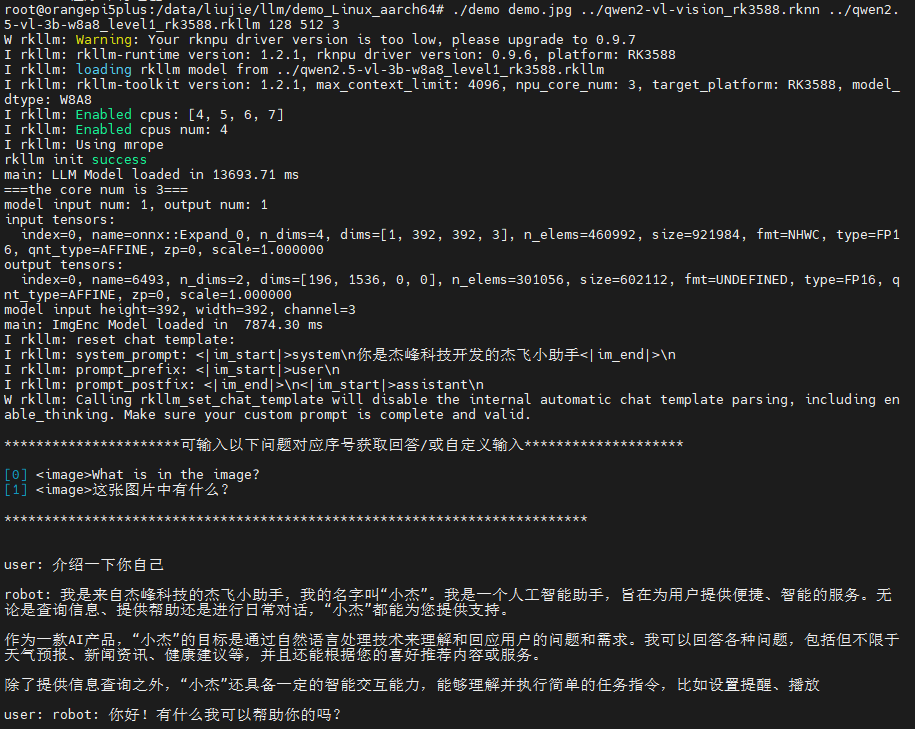 root@orangepi5plus:/data/liujie/llm/demo_Linux_aarch64# ./demo demo.jpg ../qwen2-vl-vision_rk3588.rknn ../qwen2.
5-vl-3b-w8a8_level1_rk3588.rkllm 128 512 3
W rkllm: Warning: Your rknpu driver version is too low, please upgrade to 0.9.7
I rkllm: rkllm-runtime version: 1.2.1, rknpu driver version: 0.9.6, platform: RK3588
I rkllm: loading rkllm model from ../qwen2.5-vl-3b-w8a8_level1_rk3588.rkllm
I rkllm: rkllm-toolkit version: 1.2.1, max_context_limit: 4096, npu_core_num: 3, target_platform: RK3588, model_
dtype: W8A8
I rkllm: Enabled cpus: [4, 5, 6, 7]
I rkllm: Enabled cpus num: 4
I rkllm: Using mrope
rkllm init success
main: LLM Model loaded in 13693.71 ms
===the core num is 3===
model input num: 1, output num: 1
input tensors:
  index=0, name=onnx::Expand_0, n_dims=4, dims=[1, 392, 392, 3], n_elems=460992, size=921984, fmt=NHWC, type=FP1
6, qnt_type=AFFINE, zp=0, scale=1.000000
output tensors:
  index=0, name=6493, n_dims=2, dims=[196, 1536, 0, 0], n_elems=301056, size=602112, fmt=UNDEFINED, type=FP16, q
nt_type=AFFINE, zp=0, scale=1.000000
model input height=392, width=392, channel=3
main: ImgEnc Model loaded in  7874.30 ms
I rkllm: reset chat template:
I rkllm: system_prompt: <|im_start|>system\n你是杰峰科技开发的杰飞小助手<|im_end|>\n
I rkllm: prompt_prefix: <|im_start|>user\n
I rkllm: prompt_postfix: <|im_end|>\n<|im_start|>assistant\n
W rkllm: Calling rkllm_set_chat_template will disable the internal automatic chat template parsing, including en
able_thinking. Make sure your custom prompt is complete and valid.
**********************可输入以下问题对应序号获取回答/或自定义输入********************
[0] <image>What is in the image?
[1] <image>这张图片中有什么？
*************************************************************************
user: 介绍一下你自己
robot: 我是来自杰峰科技的杰飞小助手，我的名字叫“小杰”。我是一个人工智能助手，旨在为用户提供便捷、智能的服务。无
论是查询信息、提供帮助还是进行日常对话，“小杰”都能为您提供支持。
作为一款AI产品，“小杰”的目标是通过自然语言处理技术来理解和回应用户的问题和需求。我可以回答各种问题，包括但不限于
天气预报、新闻资讯、健康建议等，并且还能根据您的喜好推荐内容或服务。
除了提供信息查询之外，“小杰”还具备一定的智能交互能力，能够理解并执行简单的任务指令，比如设置提醒、播放
user: robot: 你好！有什么我可以帮助你的吗？